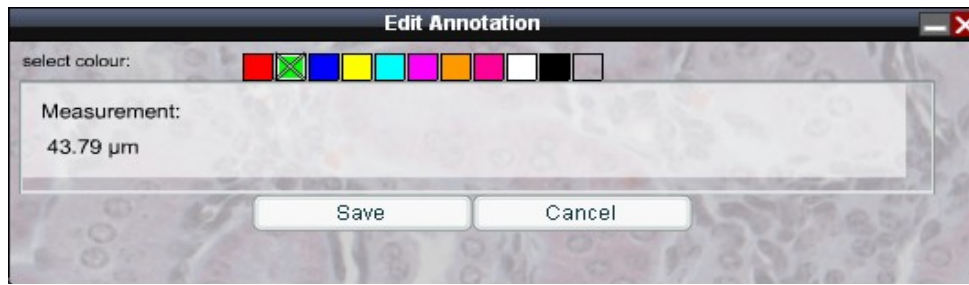 Edit Annotation
select colour:
Measurement:
43.79 µm
Save Cancel